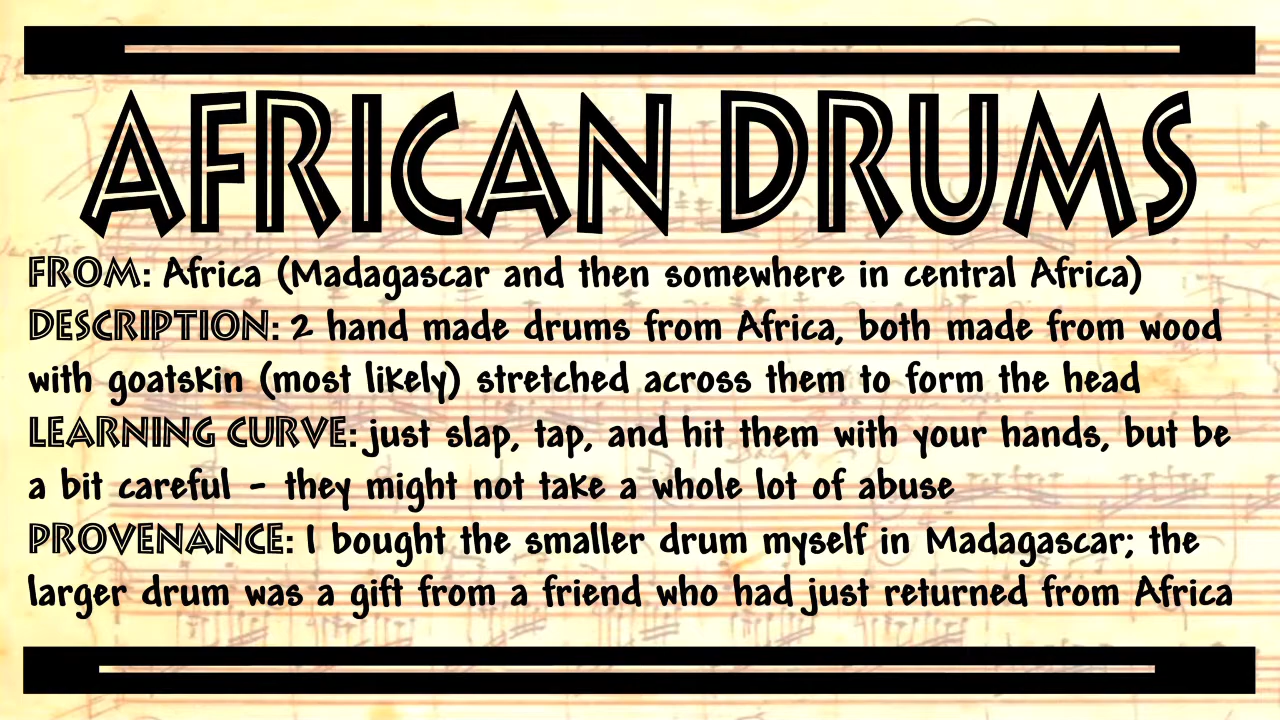 AFRICAN DRUMS
FROM: Africa (Madagascar and then somewhere in central Africa)
DESCRIPTION: 2 hand made drums from Africa, both made from wood
with goatskin (most likely) stretched across them to form the head
LEARNING CURVE: just slap, tap, and hit them with your hands, but be
a bit careful - they might not take a whole lot of abuse
PROVENANCE: I bought the smaller drum myself in Madagascar; the
larger drum was a gift from a friend who had just returned from Africa